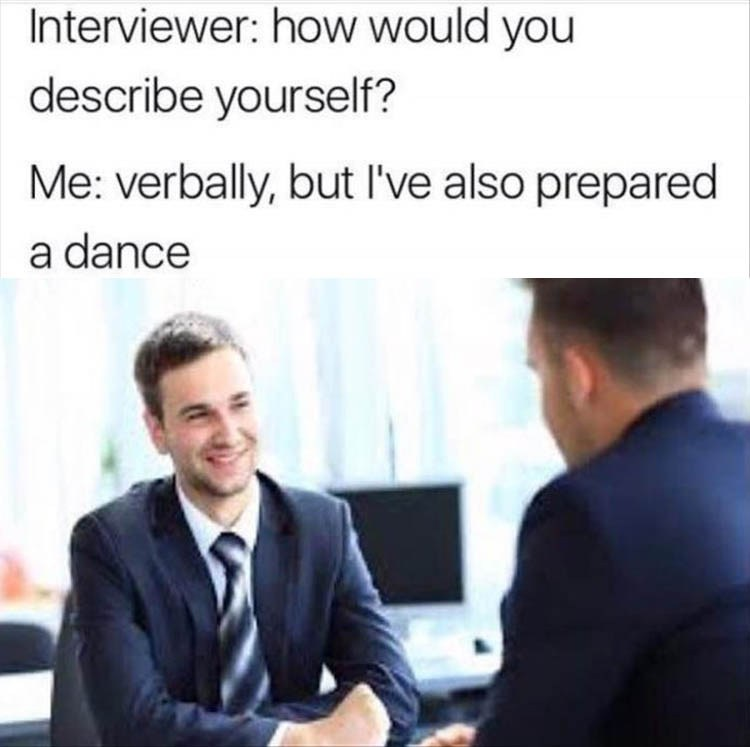 Interviewer: how would you
describe yourself?
Me: verbally, but I've also prepared
a dance